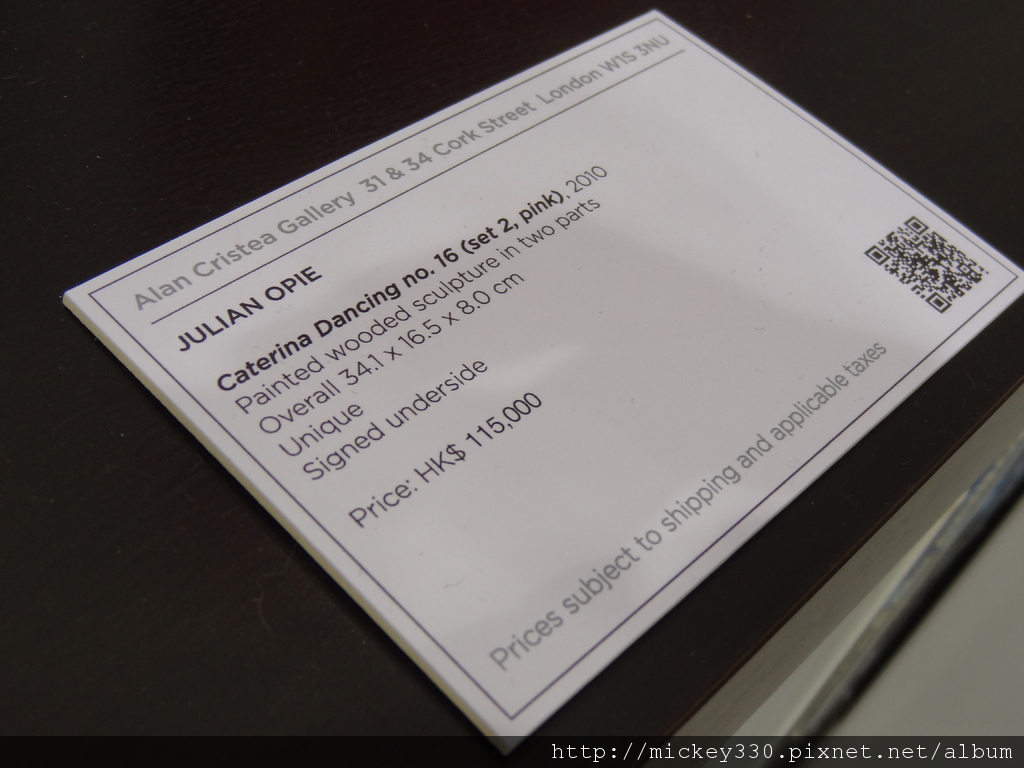 Alan Cristea Gallery 31 & 34 Cork Street London W1S 3NU
JULIAN OPIE
Caterina Dancing no. 16 (set 2, pink), 2010
Painted wooded sculpture in two parts
Overall 34.1 x 16.5 x 8.0 cm
Unique
Signed underside
Price: HK$ 115,000
Prices subject to shipping and applicable taxes
http://mickey330.pixnet.net/album